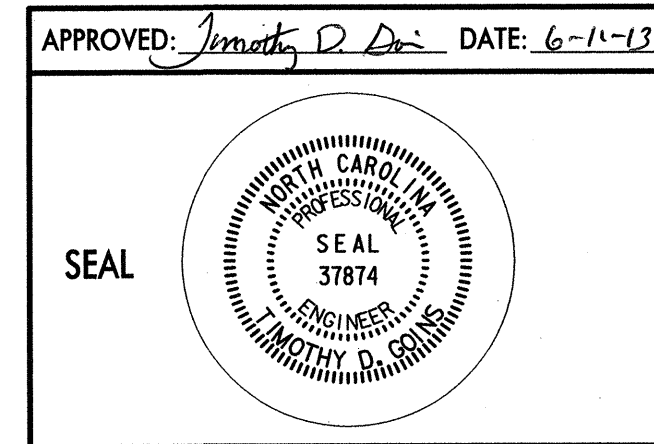 APPROVED: Timothy D. Goins DATE: 6-11-13
SEAL
NORTH CAROLINA
PROFESSIONAL
SEAL
37874
ENGINEER
TIMOTHY D. GOINS